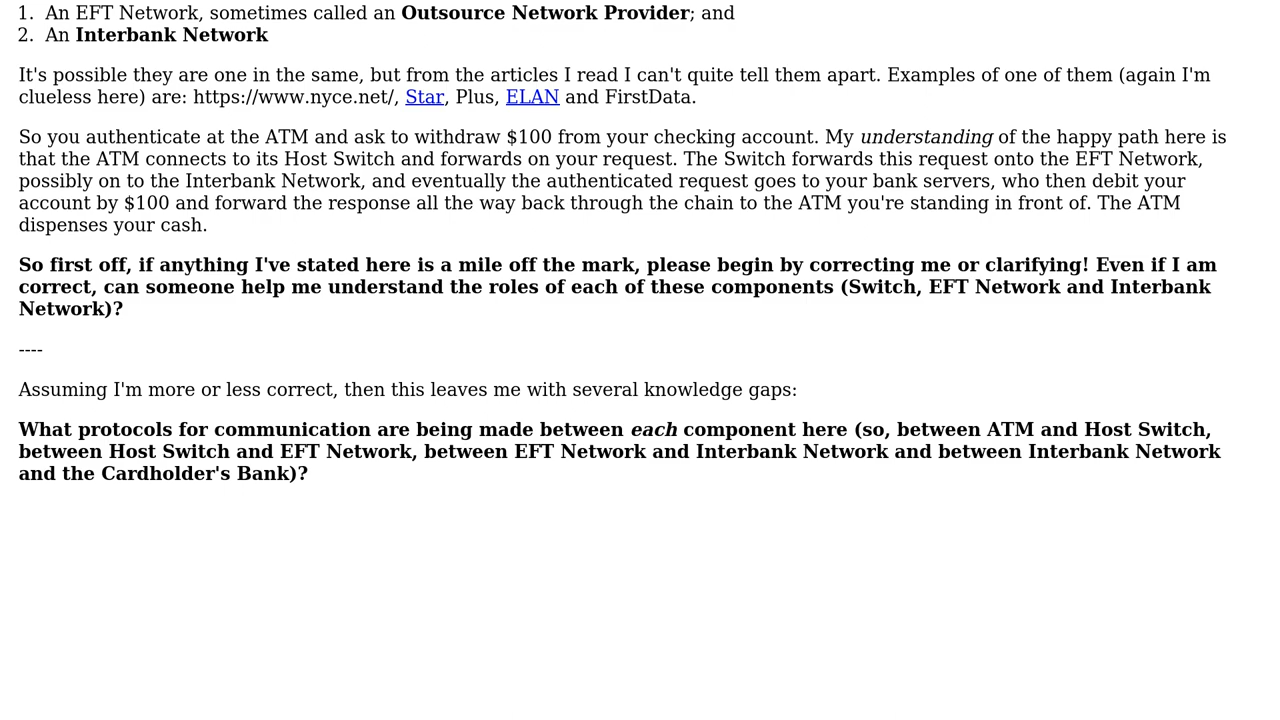 1. An EFT Network, sometimes called an Outsource Network Provider; and
2. An Interbank Network
It's possible they are one in the same, but from the articles I read I can't quite tell them apart. Examples of one of them (again I'm
clueless here) are: https://www.nyce.net/, Star, Plus, ELAN and FirstData.
So you authenticate at the ATM and ask to withdraw $100 from your checking account. My understanding of the happy path here is
that the ATM connects to its Host Switch and forwards on your request. The Switch forwards this request onto the EFT Network,
possibly on to the Interbank Network, and eventually the authenticated request goes to your bank servers, who then debit your
account by $100 and forward the response all the way back through the chain to the ATM you're standing in front of. The ATM
dispenses your cash.
So first off, if anything I've stated here is a mile off the mark, please begin by correcting me or clarifying! Even if I am
correct, can someone help me understand the roles of each of these components (Switch, EFT Network and Interbank
Network)?
----
Assuming I'm more or less correct, then this leaves me with several knowledge gaps:
What protocols for communication are being made between each component here (so, between ATM and Host Switch,
between Host Switch and EFT Network, between EFT Network and Interbank Network and between Interbank Network
and the Cardholder's Bank)?